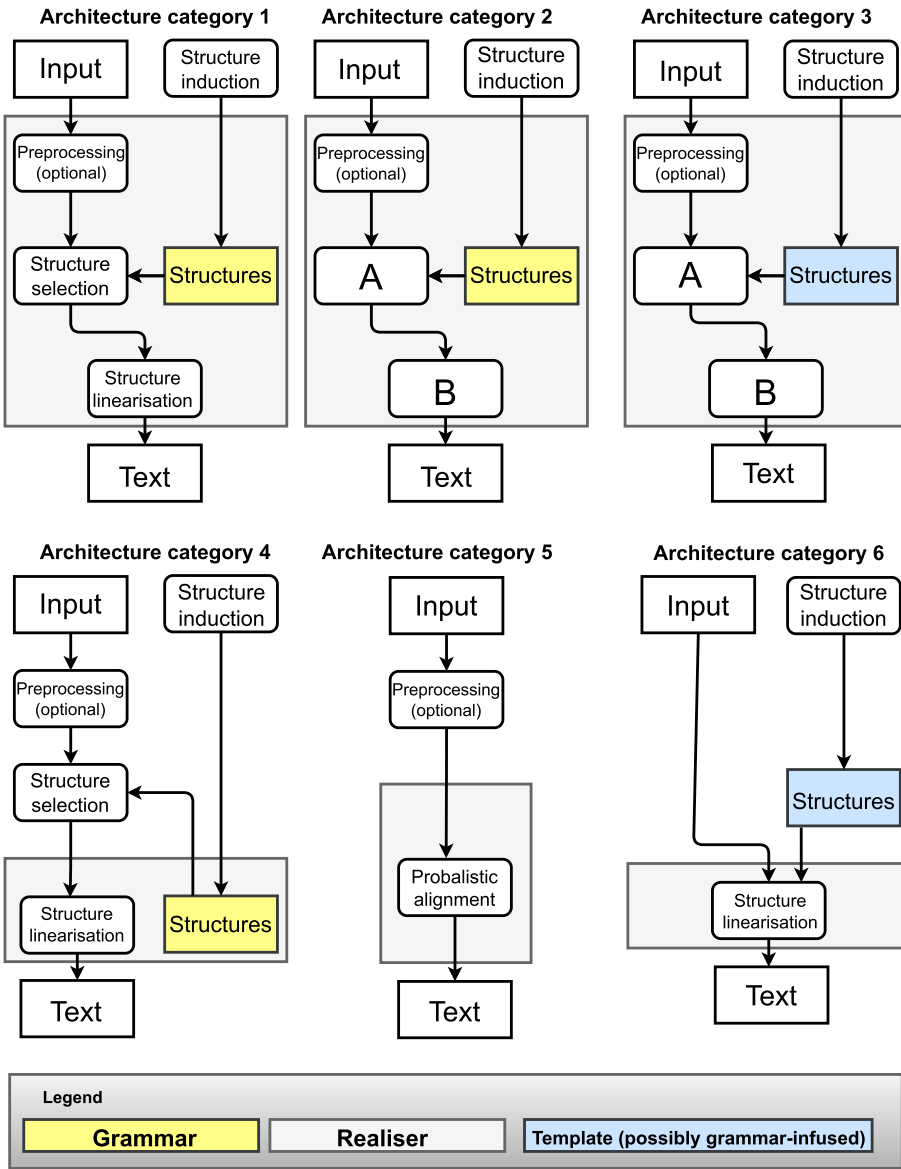 Architecture category 1
Input
Structure
induction
Preprocessing
(optional)
Structure
selection
Structures
Structure
linearisation
Text
Architecture category 2
Input
Structure
induction
Preprocessing
(optional)
A
Structures
B
Text
Architecture category 3
Input
Structure
induction
Preprocessing
(optional)
A
Structures
B
Text
Architecture category 4
Input
Structure
induction
Preprocessing
(optional)
Structure
selection
Structure
linearisation
Structures
Text
Architecture category 5
Input
Preprocessing
(optional)
Probalistic
alignment
Text
Architecture category 6
Input
Structure
induction
Structures
Structure
linearisation
Text
Legend
Grammar
Realiser
Template (possibly grammar-infused)